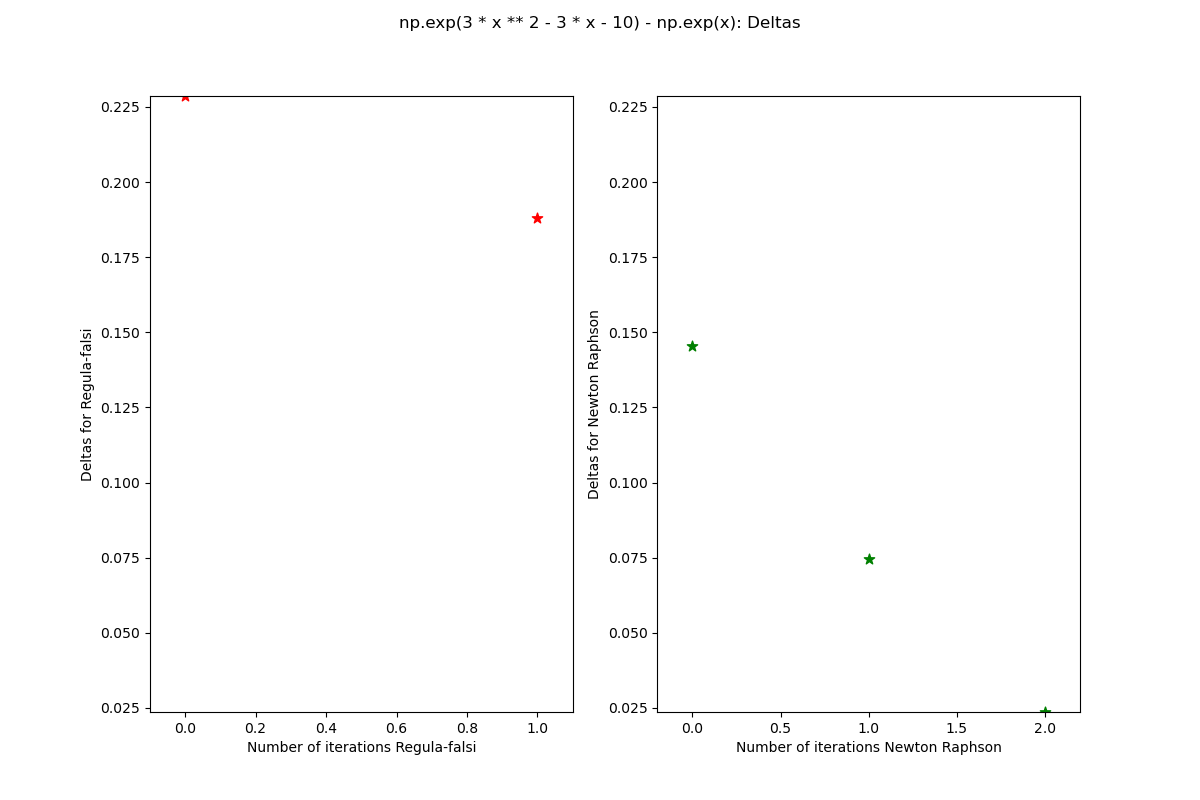 np.exp(3 * x ** 2 - 3 * x - 10) - np.exp(x): Deltas
Deltas for Regula-falsi
0.225
0.200
0.175
0.150
0.125
0.100
0.075
0.050
0.025
0.0 0.2 0.4 0.6 0.8 1.0
Number of iterations Regula-falsi
Deltas for Newton Raphson
0.225
0.200
0.175
0.150
0.125
0.100
0.075
0.050
0.025
0.0 0.5 1.0 1.5 2.0
Number of iterations Newton Raphson